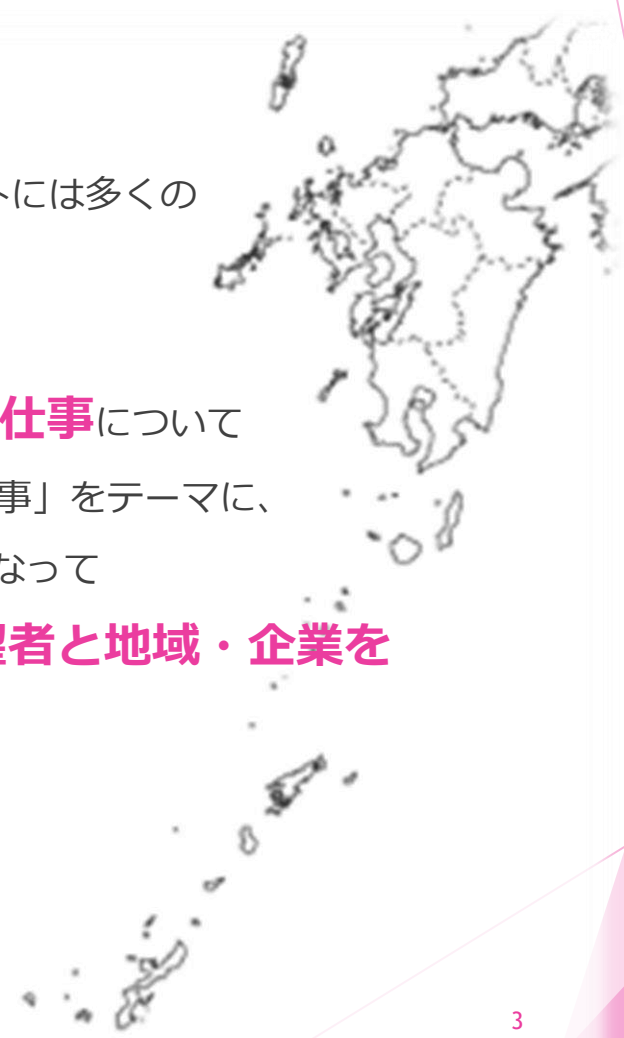 トには多くの
仕事について
事」をテーマに、
なって
者と地域・企業を
3